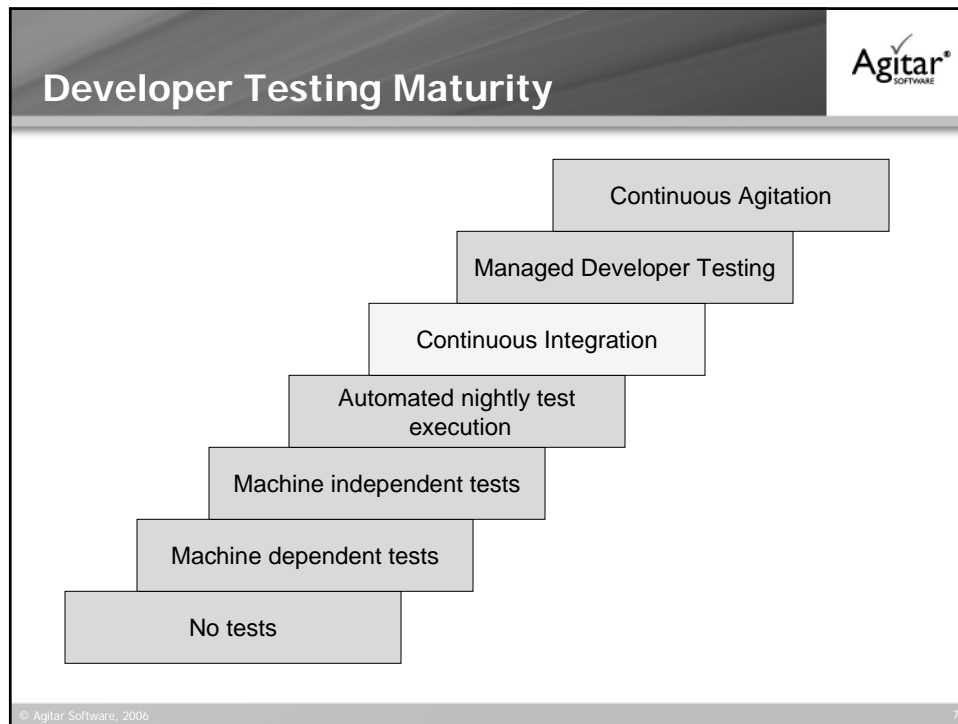 Developer Testing Maturity
Agitar®
SOFTWARE
Continuous Agitation
Managed Developer Testing
Continuous Integration
Automated nightly test
execution
Machine independent tests
Machine dependent tests
No tests
© Agitar Software, 2006
7